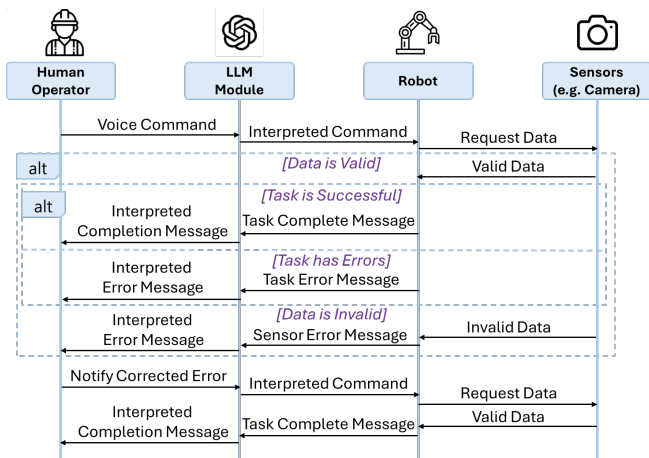 Human
Operator
LLM
Module
Robot
Sensors
(e.g. Camera)
Voice Command
Interpreted Command
Request Data
alt
[Data is Valid]
Valid Data
alt
[Task is Successful]
Interpreted
Completion Message
Task Complete Message
[Task has Errors]
Interpreted
Error Message
Task Error Message
[Data is Invalid]
Interpreted
Error Message
Sensor Error Message
Invalid Data
Notify Corrected Error
Interpreted Command
Request Data
Valid Data
Interpreted
Completion Message
Task Complete Message